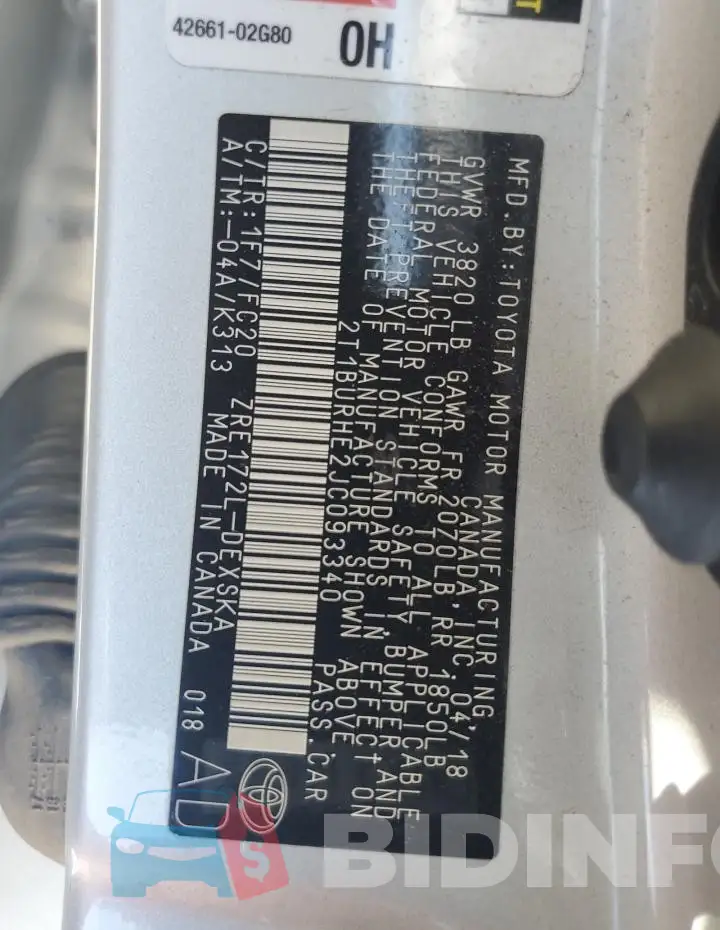 42661-02G80
OH
MFD.BY:TOYOTA MOTOR MANUFACTURING
CANADA,INC. 04/18
GVWR 3820 LB GAWR FR 2070LB,RR 1850LB
THIS VEHICLE CONFORMS TO ALL APPLICABLE
FEDERAL MOTOR VEHICLE SAFETY,BUMPER,AND
THEFT PREVENTION STANDARDS IN EFFECT ON
THE DATE OF MANUFACTURE SHOWN ABOVE.
2T1BURHE2JC093340 PASS.CAR
C/TR:1F7/FC20 ZRE172L-DEXSKA
A/TM:-04A/K313 MADE IN CANADA 018
AD
BIDINFO